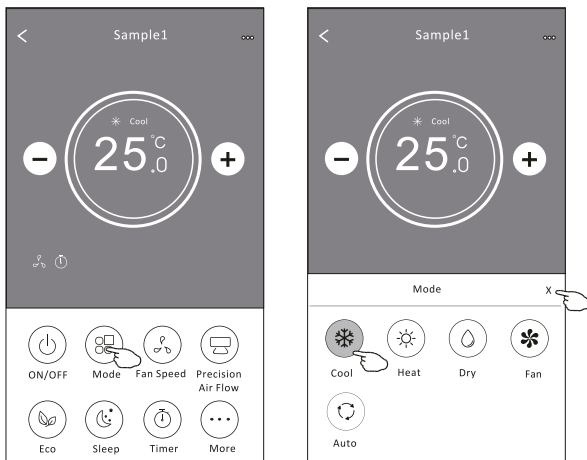 Sample1
Cool
25.0°C
ON/OFF
Mode
Fan Speed
Precision
Air Flow
Eco
Sleep
Timer
More
Sample1
Cool
25.0°C
Mode X
Cool
Heat
Dry
Fan
Auto